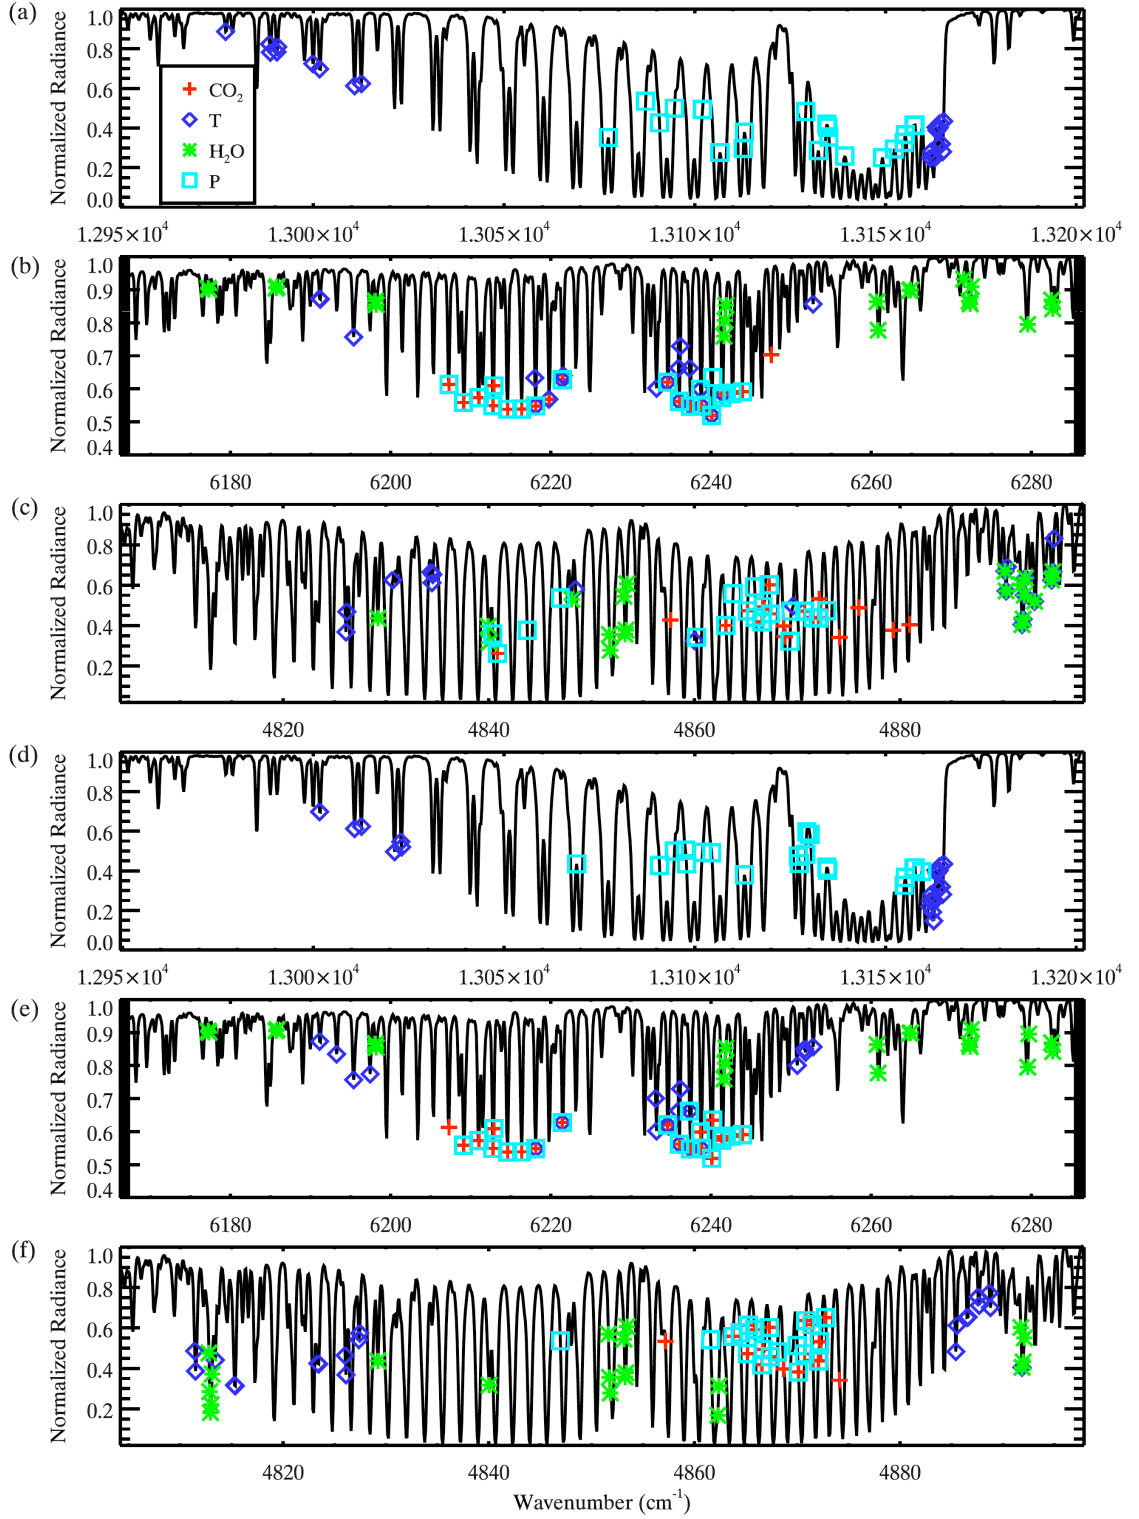 (a)
Normalized Radiance
1.0
0.8
0.6
0.4
0.2
0.0
CO₂
T
H₂O
P
1.295×10⁴ 1.300×10⁴ 1.305×10⁴ 1.310×10⁴ 1.315×10⁴ 1.320×10⁴
(b)
Normalized Radiance
1.0
0.9
0.8
0.7
0.6
0.5
0.4
6180 6200 6220 6240 6260 6280
(c)
Normalized Radiance
1.0
0.8
0.6
0.4
0.2
4820 4840 4860 4880
(d)
Normalized Radiance
1.0
0.8
0.6
0.4
0.2
0.0
1.295×10⁴ 1.300×10⁴ 1.305×10⁴ 1.310×10⁴ 1.315×10⁴ 1.320×10⁴
(e)
Normalized Radiance
1.0
0.9
0.8
0.7
0.6
0.5
0.4
6180 6200 6220 6240 6260 6280
(f)
Normalized Radiance
1.0
0.8
0.6
0.4
0.2
4820 4840 4860 4880
Wavenumber (cm⁻¹)